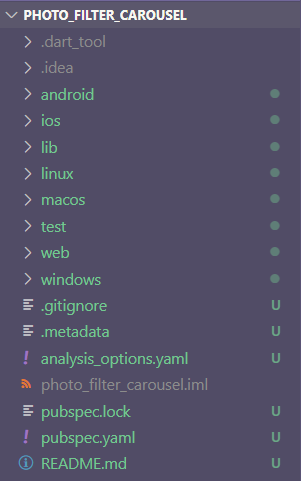 PHOTO_FILTER_CAROUSEL
.dart_tool
.idea
android
ios
lib
linux
macos
test
web
windows
.gitignore U
.metadata U
! analysis_options.yaml U
photo_filter_carousel.iml
pubspec.lock U
! pubspec.yaml U
README.md U